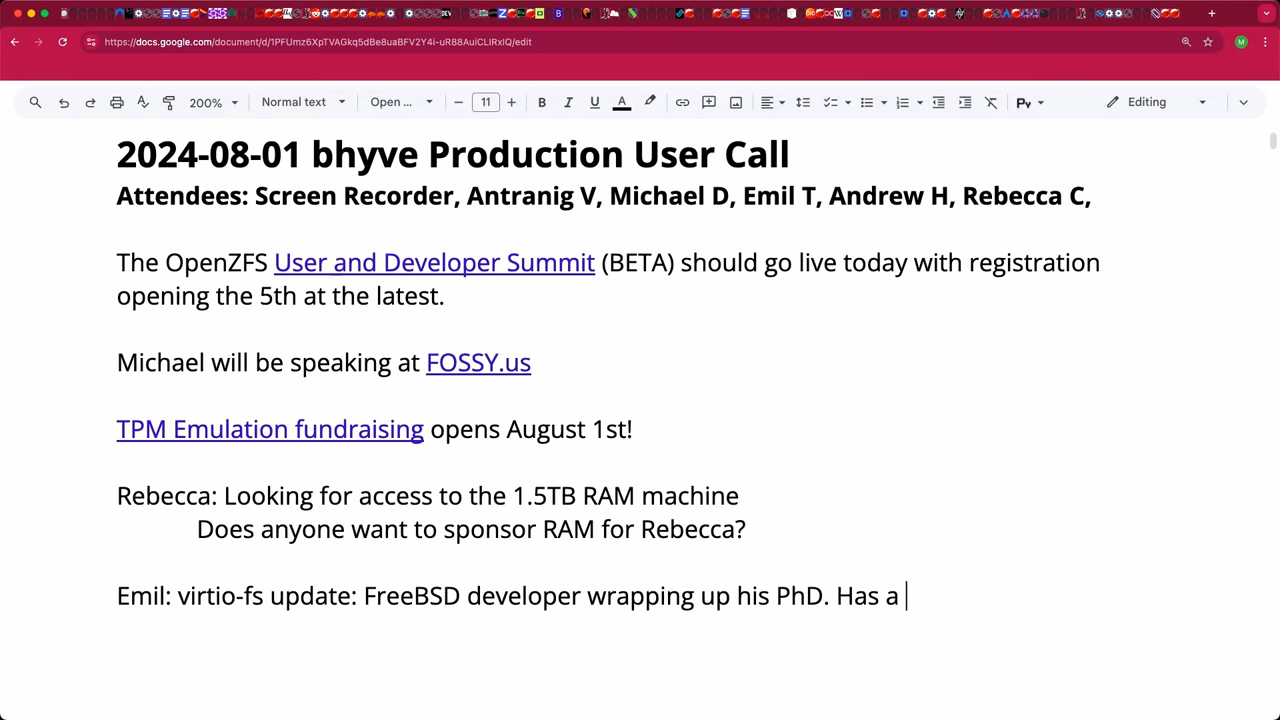 https://docs.google.com/document/d/1PFUmz6XpTVAGkq5dBe8uaBFV2Y4i-uR88AuiCLIRxIQ/edit
M
200%
Normal text
Open ...
11
Editing
2024-08-01 bhyve Production User Call
Attendees: Screen Recorder, Antranig V, Michael D, Emil T, Andrew H, Rebecca C,
The OpenZFS User and Developer Summit (BETA) should go live today with registration
opening the 5th at the latest.
Michael will be speaking at FOSSY.us
TPM Emulation fundraising opens August 1st!
Rebecca: Looking for access to the 1.5TB RAM machine
Does anyone want to sponsor RAM for Rebecca?
Emil: virtio-fs update: FreeBSD developer wrapping up his PhD. Has a